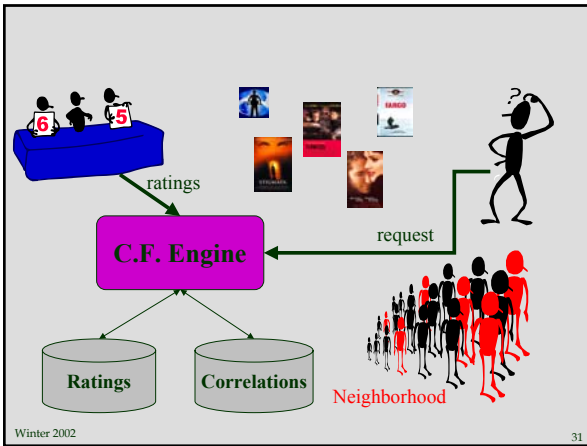 6
5
?
FARGO
ratings
request
C.F. Engine
Ratings
Correlations
Neighborhood
Winter 2002
31